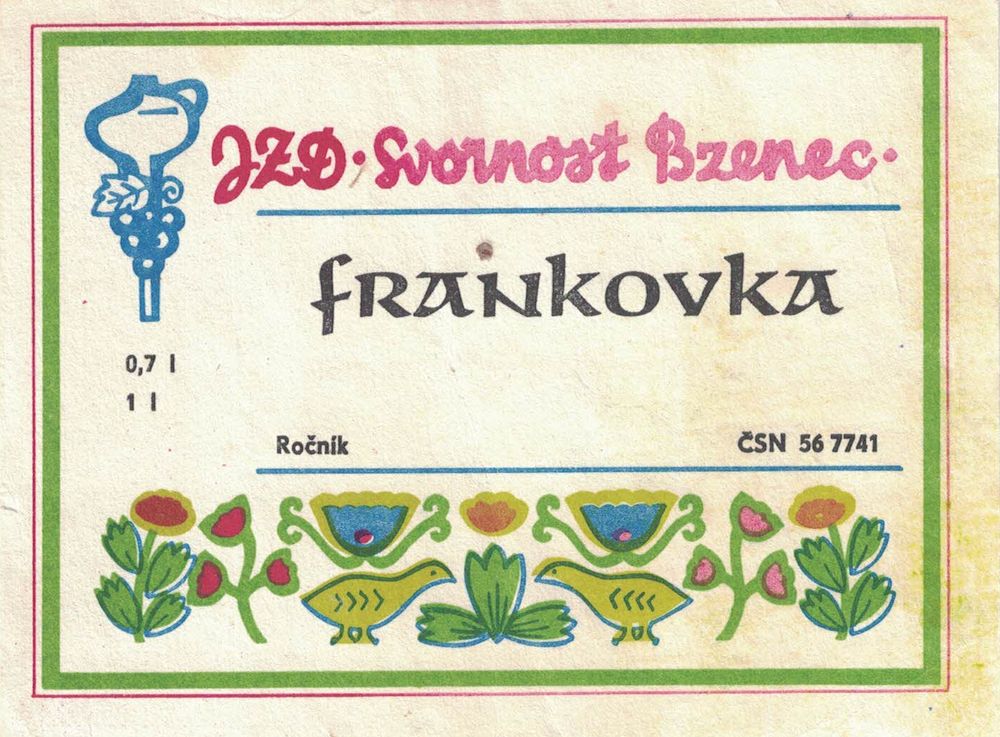 JZD·Svornost Bzenec·
fRANKOVKA
0,7 l
1 l
Ročník
ČSN 56 7741